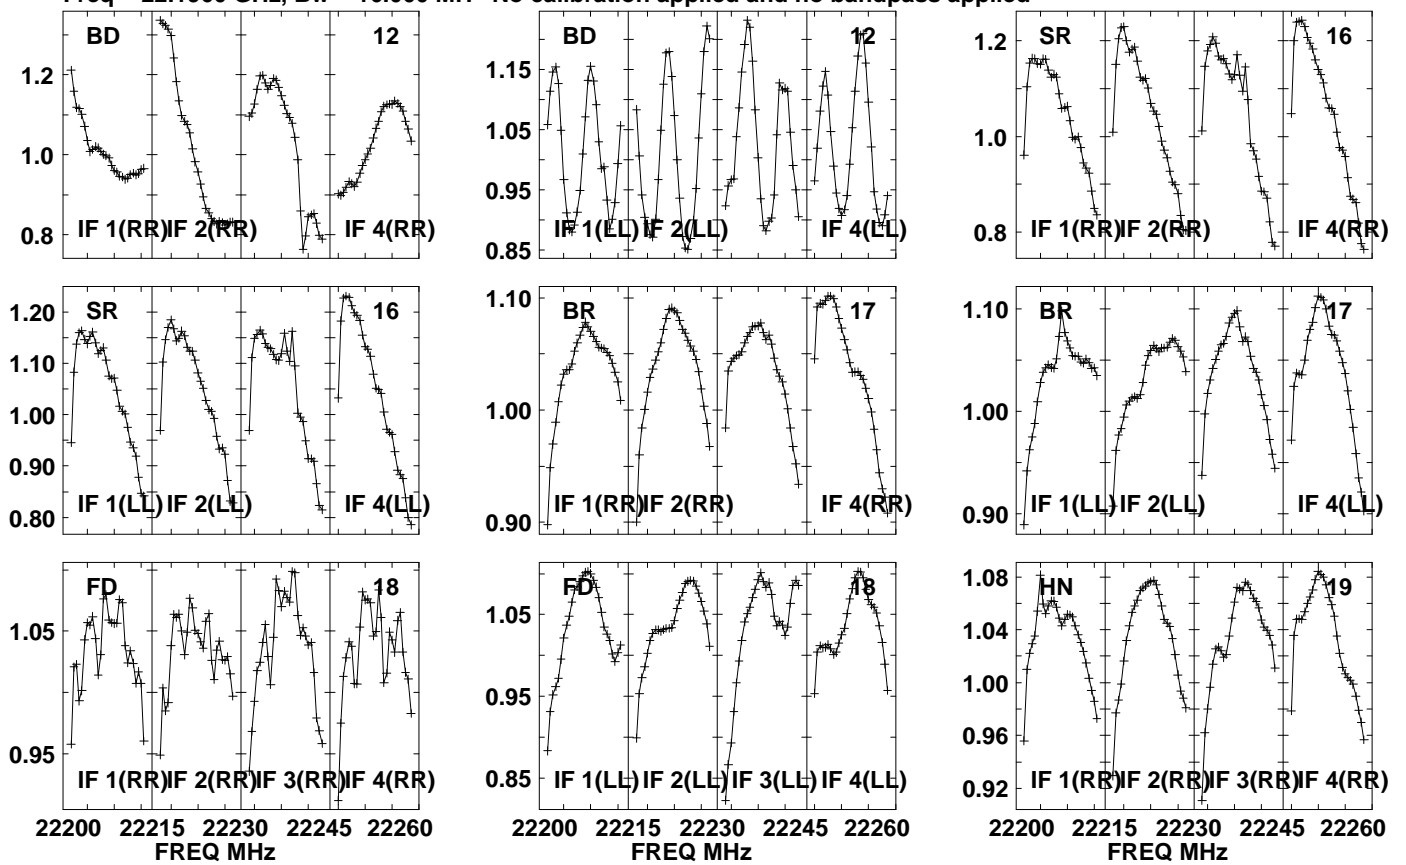 BD 12
1.2
1.0
0.8
IF 1(RR) IF 2(RR) IF 4(RR)
BD 12
1.15
1.05
0.95
0.85
IF 1(LL) IF 2(LL) IF 4(LL)
SR 16
1.2
1.0
0.8
IF 1(RR) IF 2(RR) IF 4(RR)
SR 16
1.20
1.10
1.00
0.90
0.80
IF 1(LL) IF 2(LL) IF 4(LL)
BR 17
1.10
1.00
0.90
IF 1(RR) IF 2(RR) IF 4(RR)
BR 17
1.10
1.00
0.90
IF 1(LL) IF 2(LL) IF 4(LL)
FD 18
1.05
0.95
IF 1(RR) IF 2(RR) IF 3(RR) IF 4(RR)
22200 22215 22230 22245 22260
FREQ MHz
FD 18
1.05
0.95
0.85
IF 1(LL) IF 2(LL) IF 3(LL) IF 4(LL)
22200 22215 22230 22245 22260
FREQ MHz
HN 19
1.08
1.04
1.00
0.96
0.92
IF 1(RR) IF 2(RR) IF 3(RR) IF 4(RR)
22200 22215 22230 22245 22260
FREQ MHz